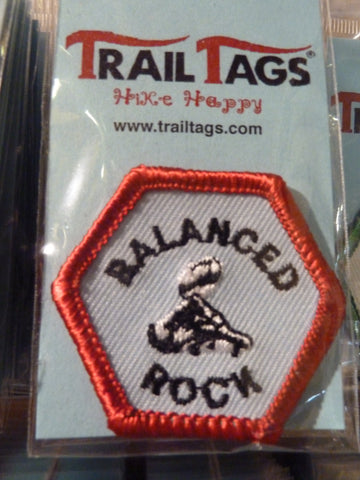 TRAIL TAGS®
Hike Happy
www.trailtags.com
BALANCED
ROCK